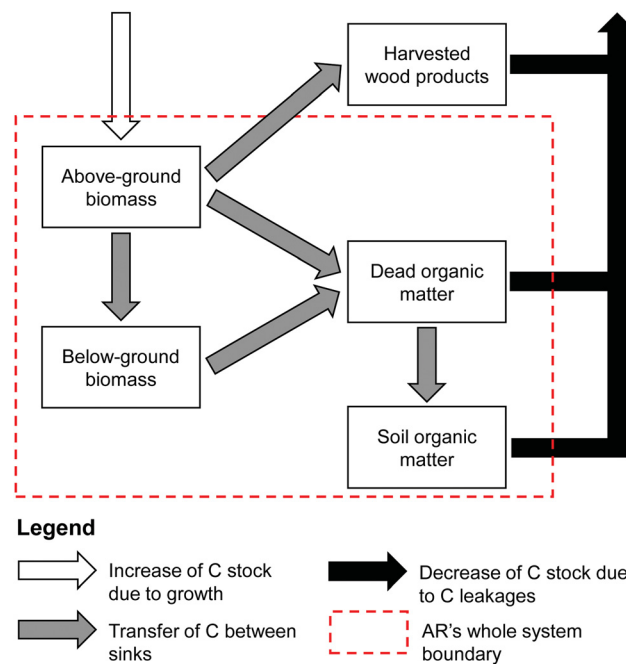 Harvested
wood products
Above-ground
biomass
Dead organic
matter
Below-ground
biomass
Soil organic
matter
Legend
Increase of C stock
due to growth
Decrease of C stock due
to C leakages
Transfer of C between
sinks
AR's whole system
boundary